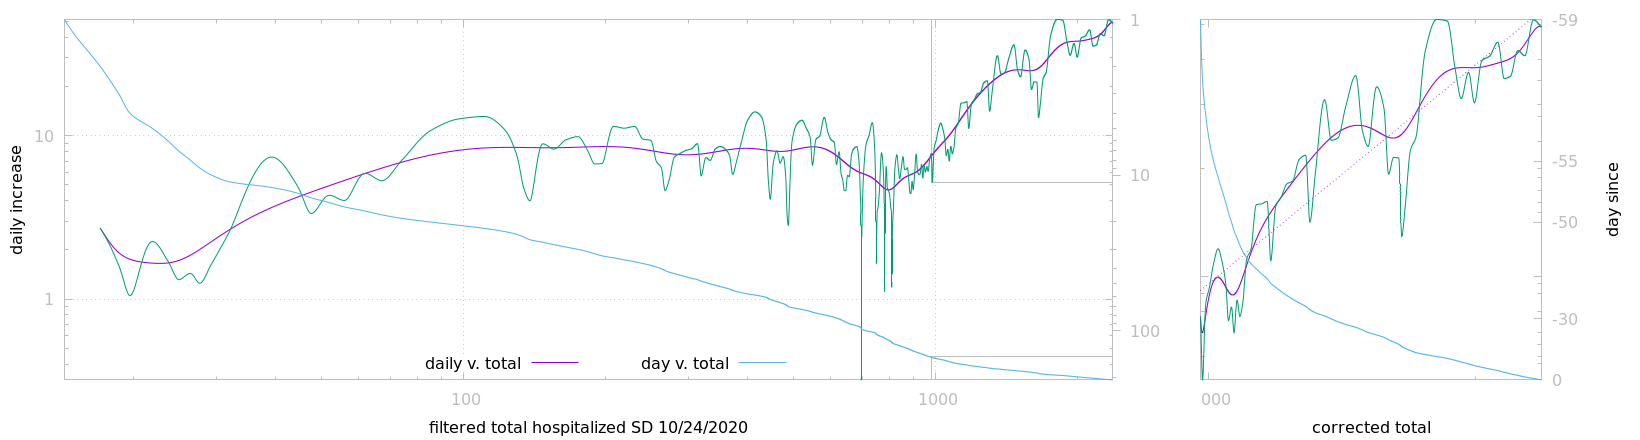 daily increase
10
1
daily v. total
day v. total
100
1000
filtered total hospitalized SD 10/24/2020
1
10
100
000
corrected total
-59
-55
-50
-30
0
day since